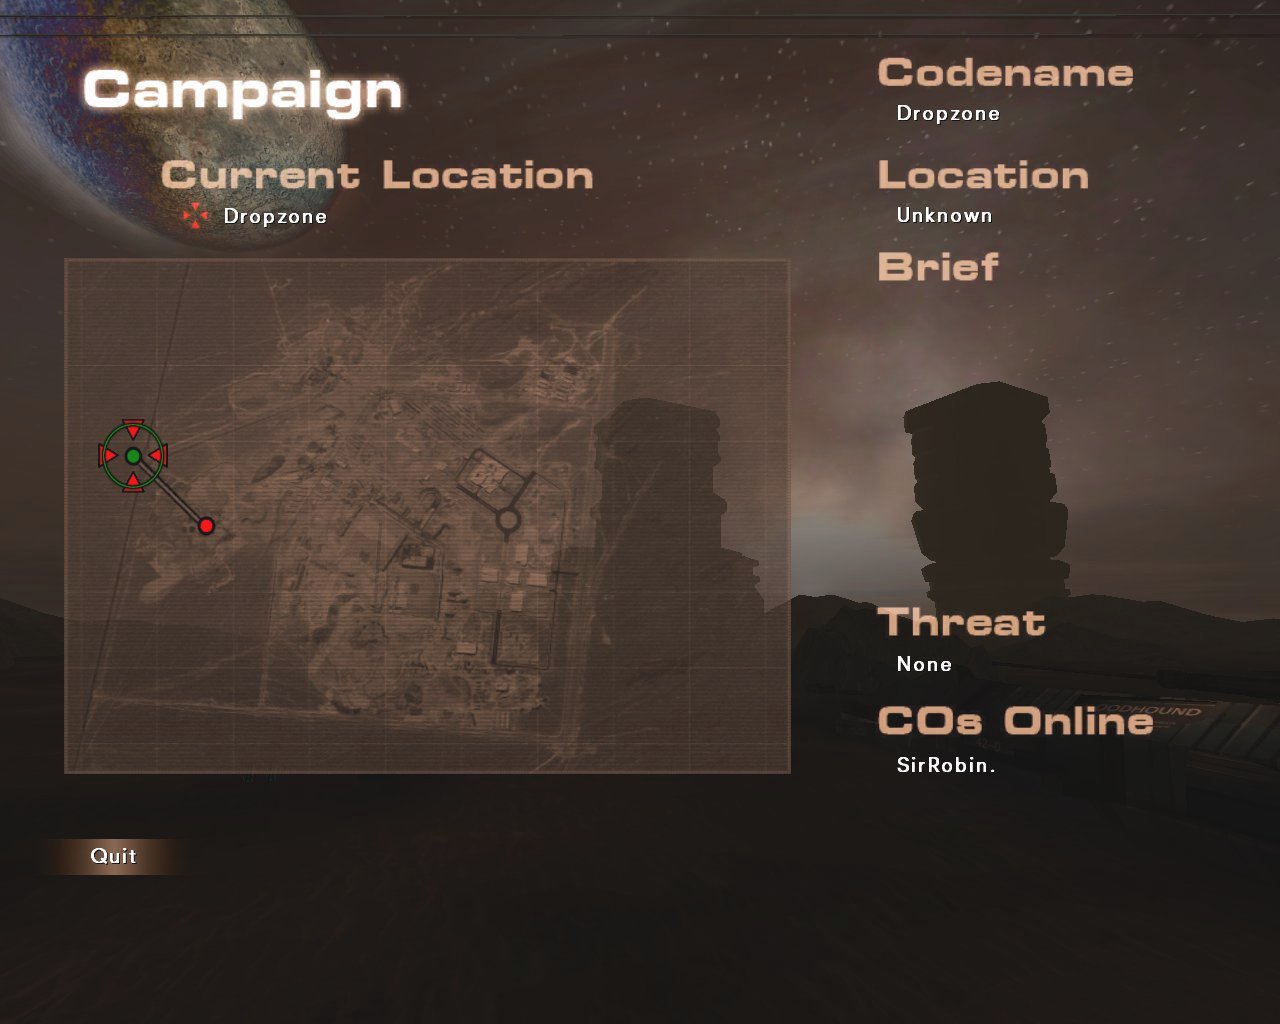 Campaign
Current Location
Dropzone
Codename
Dropzone
Location
Unknown
Brief
Threat
None
COs Online
SirRobin.
Quit